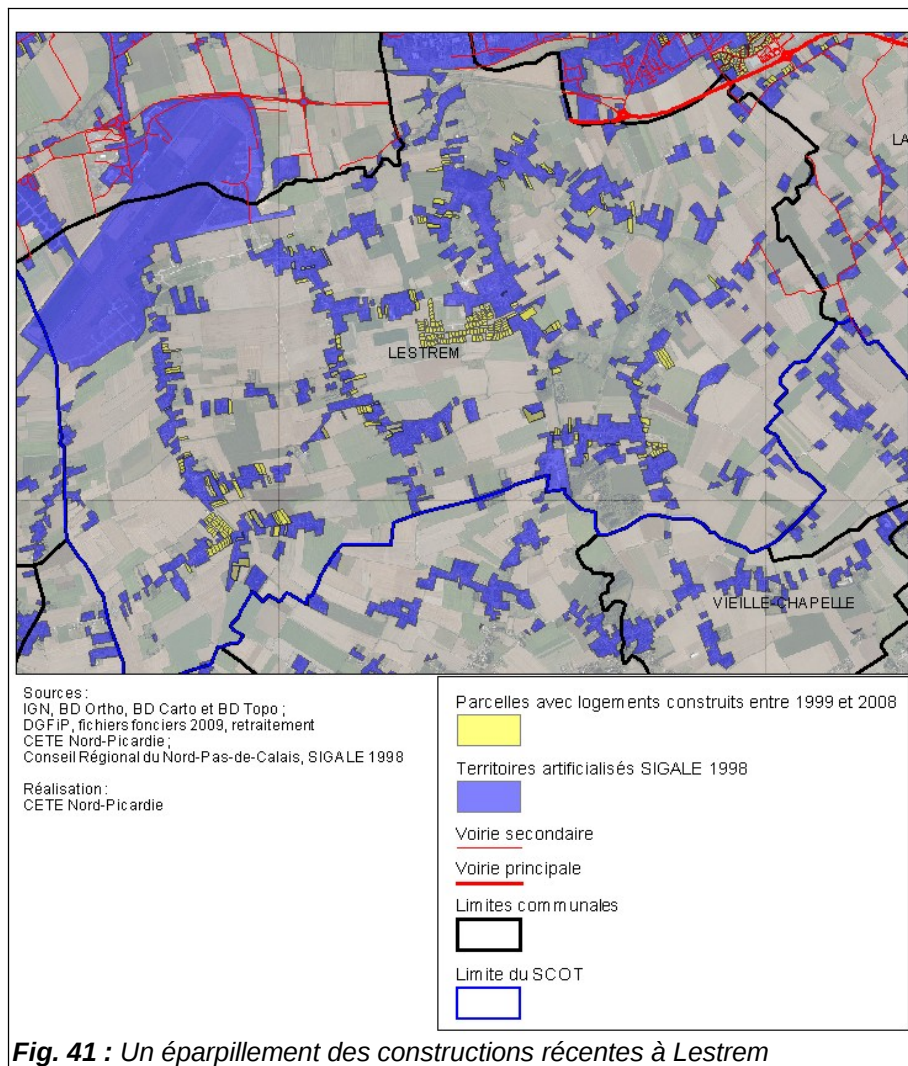 LA
LESTREM
VIEILLE-CHAPELLE
Sources :
IGN, BD Ortho, BD Carto et BD Topo ;
DGFiP, fichiers fonciers 2009, retraitement
CETE Nord-Picardie ;
Conseil Régional du Nord-Pas-de-Calais, SIGALE 1998
Réalisation :
CETE Nord-Picardie
Parcelles avec logements construits entre 1999 et 2008
Territoires artificialisés SIGALE 1998
Voirie secondaire
Voirie principale
Limites communales
Limite du SCOT
Fig. 41 : Un éparpillement des constructions récentes à Lestrem